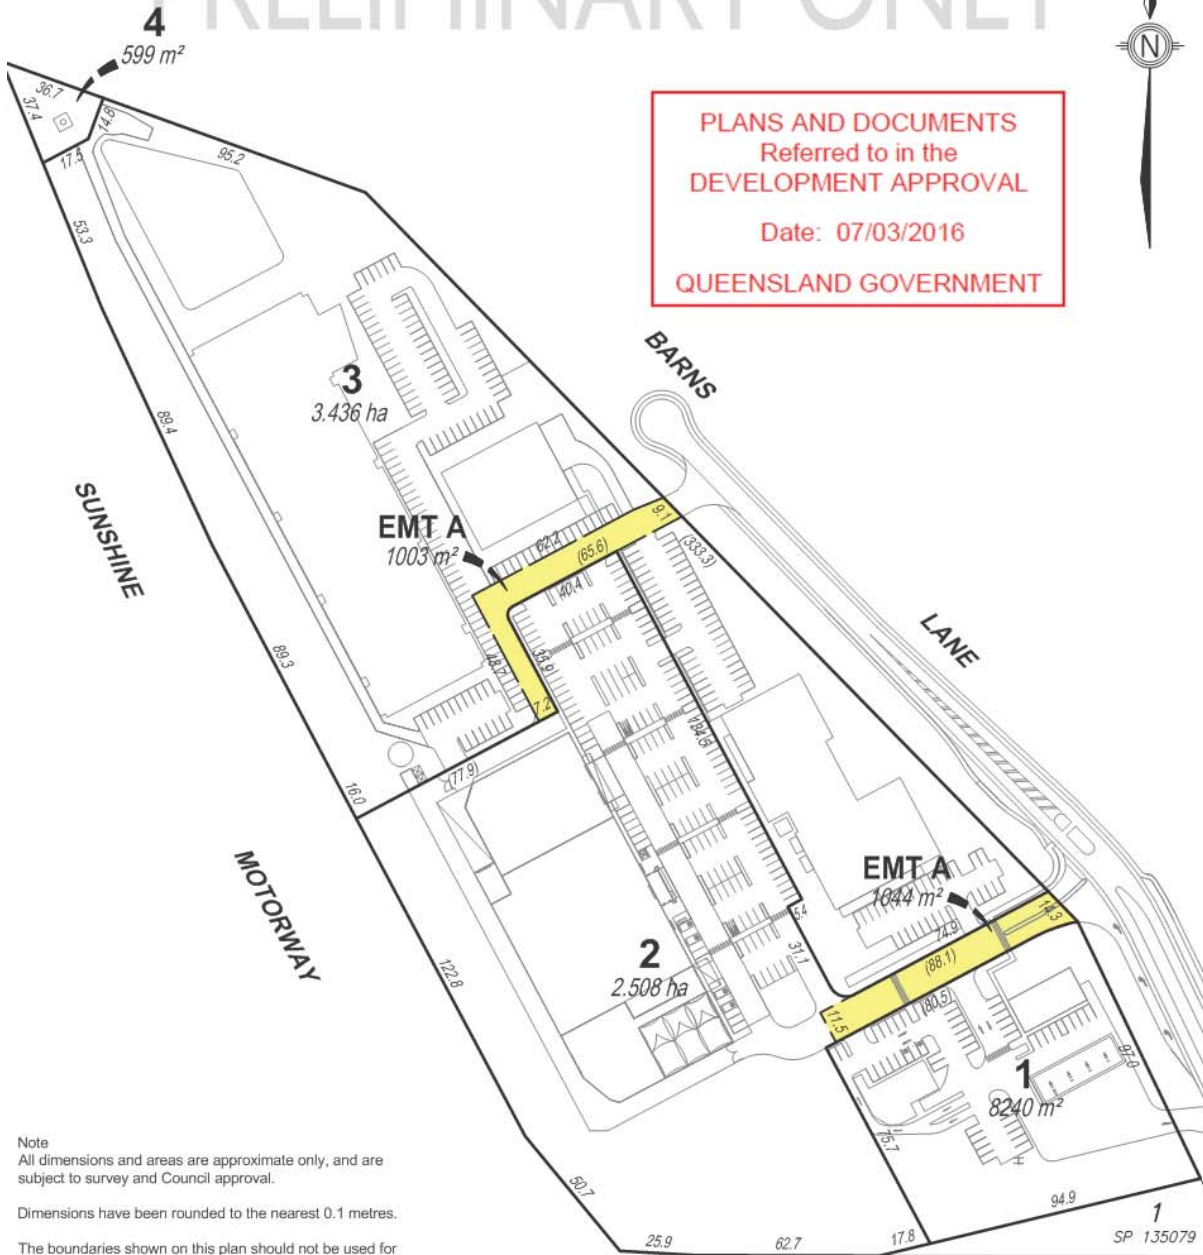 PRELIMINARY ONLY
4
599 m²
N
36.7
37.4
14.8
17.5
95.2
53.3
PLANS AND DOCUMENTS
Referred to in the
DEVELOPMENT APPROVAL
Date: 07/03/2016
QUEENSLAND GOVERNMENT
BARNS
3
3.436 ha
89.4
SUNSHINE
EMT A
1003 m²
62.2
(65.6)
9.1
(333.3)
40.4
LANE
35.9
48.7
7.2
89.3
134.5
(77.9)
16.0
MOTORWAY
EMT A
1044 m²
5.4
74.9
14.3
31.1
(88.1)
2
2.508 ha
122.8
(80.5)
11.5
97.0
1
8240 m²
75.7
Note
All dimensions and areas are approximate only, and are
subject to survey and Council approval.
50.7
94.9
1
SP 135079
Dimensions have been rounded to the nearest 0.1 metres.
17.8
25.9
62.7
The boundaries shown on this plan should not be used for